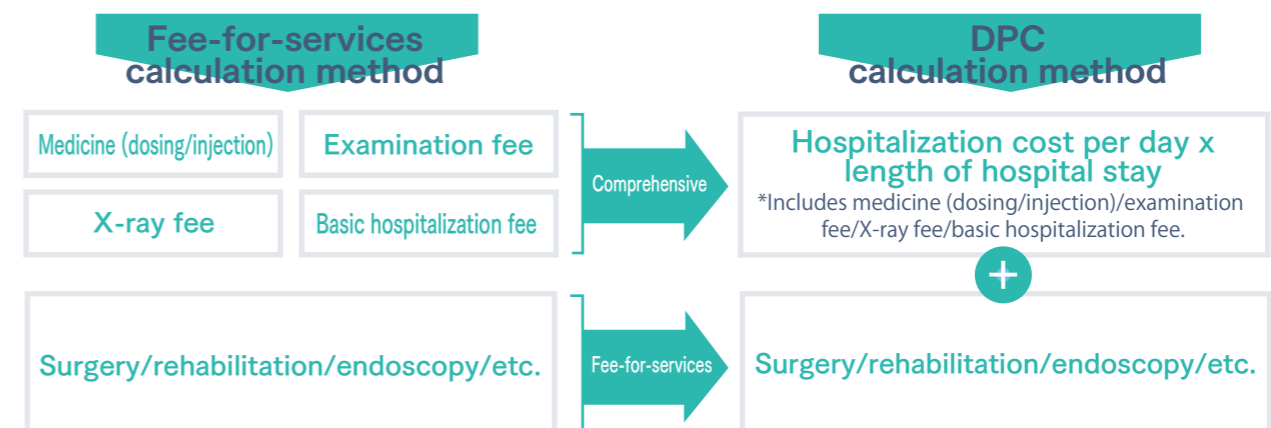 Fee-for-services
calculation method
DPC
calculation method
Medicine (dosing/injection)
Examination fee
X-ray fee
Basic hospitalization fee
Comprehensive
Hospitalization cost per day x
length of hospital stay
*Includes medicine (dosing/injection)/examination
fee/X-ray fee/basic hospitalization fee.
+
Surgery/rehabilitation/endoscopy/etc.
Fee-for-services
Surgery/rehabilitation/endoscopy/etc.